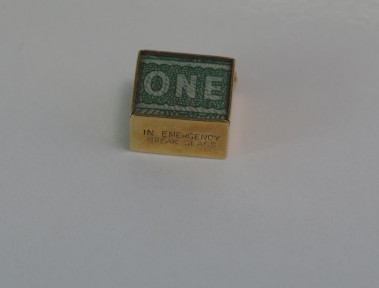 ONE
IN EMERGENCY
BREAK GLASS